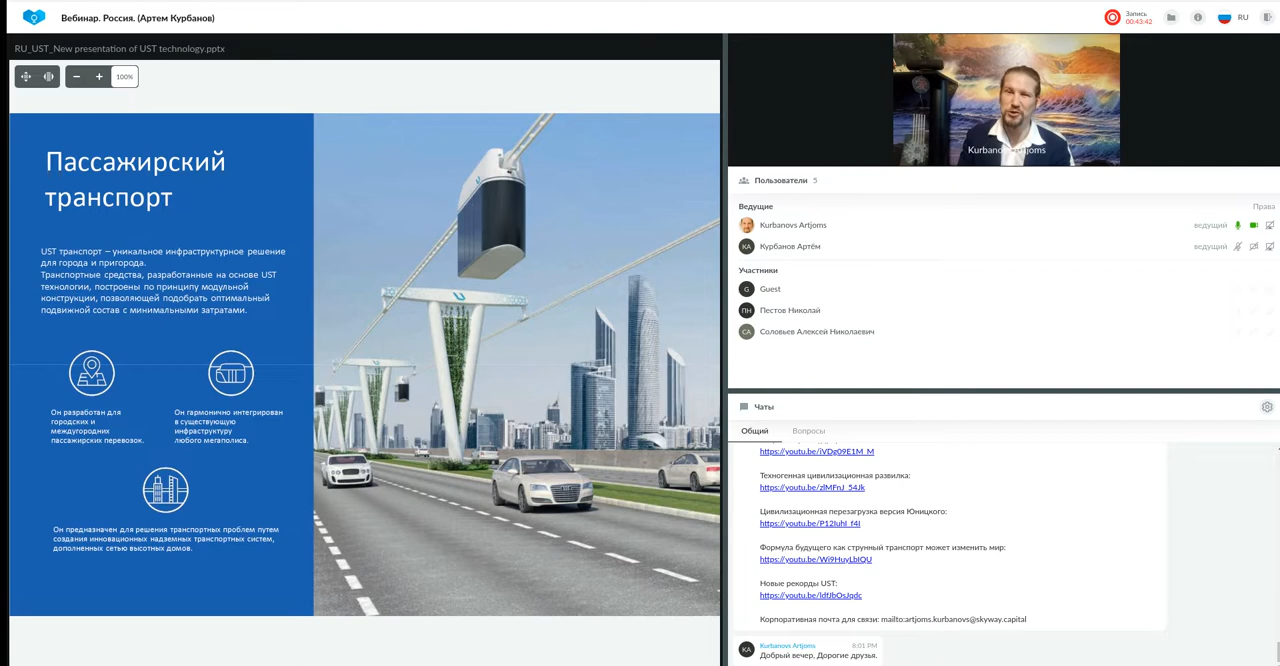 Вебинар. Россия. (Артем Курбанов)
Запись
00:43:42
RU
RU_UST_New presentation of UST technology.pptx
100%
Пассажирский
транспорт
UST транспорт – уникальное инфраструктурное решение
для города и пригорода.
Транспортные средства, разработанные на основе UST
технологии, построены по принципу модульной
конструкции, позволяющей подобрать оптимальный
подвижной состав с минимальными затратами.
Он разработан для
городских и
междугородних
пассажирских перевозок.
Он гармонично интегрирован
в существующую
инфраструктуру
любого мегаполиса.
Он предназначен для решения транспортных проблем путем
создания инновационных надземных транспортных систем,
дополненных сетью высотных домов.
Пользователи 5
Ведущие
Права
Kurbanovs Artjoms
ведущий
КА
Курбанов Артём
ведущий
Участники
G
Guest
ПН
Пестов Николай
СА
Соловьев Алексей Николаевич
Чаты
Общий
Вопросы
https://youtu.be/iVDg09E1M_M
Техногенная цивилизационная развилка:
https://youtu.be/zlMFnJ_54Jk
Цивилизационная перезагрузка версия Юницкого:
https://youtu.be/P12Iuhl_f4I
Формула будущего как струнный транспорт может изменить мир:
https://youtu.be/Wi9HuyLbIQU
Новые рекорды UST:
https://youtu.be/ldfJbOsJqdc
Корпоративная почта для связи: mailto:artjoms.kurbanovs@skyway.capital
KA
Kurbanovs Artjoms
8:01 PM
Добрый вечер, Дорогие друзья.